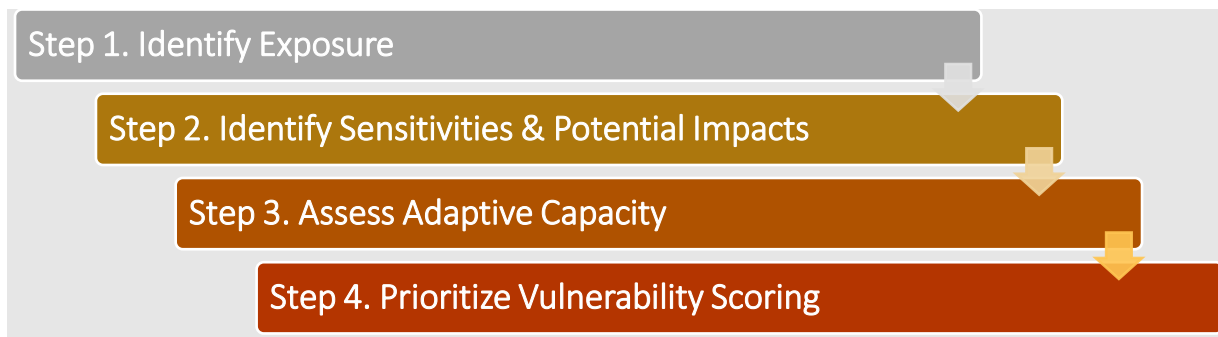 Step 1. Identify Exposure
Step 2. Identify Sensitivities & Potential Impacts
Step 3. Assess Adaptive Capacity
Step 4. Prioritize Vulnerability Scoring